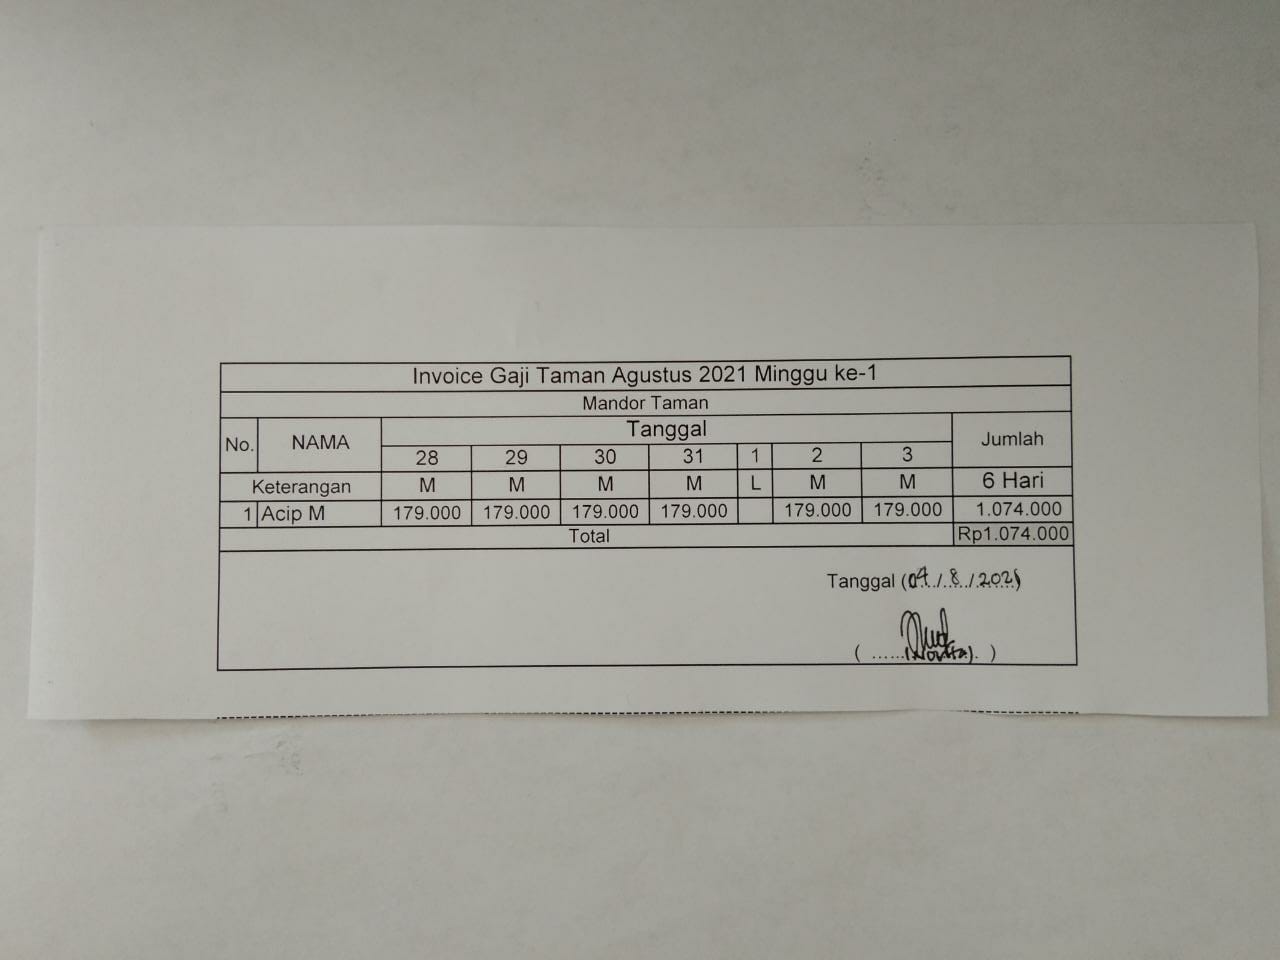 Invoice Gaji Taman Agustus 2021 Minggu ke-1
Mandor Taman
No. NAMA Tanggal Jumlah
28 29 30 31 1 2 3
Keterangan M M M M L M M 6 Hari
1 Acip M 179.000 179.000 179.000 179.000 179.000 179.000 1.074.000
Total Rp1.074.000
Tanggal (04../..8../..2021)
( ......(Novita). )